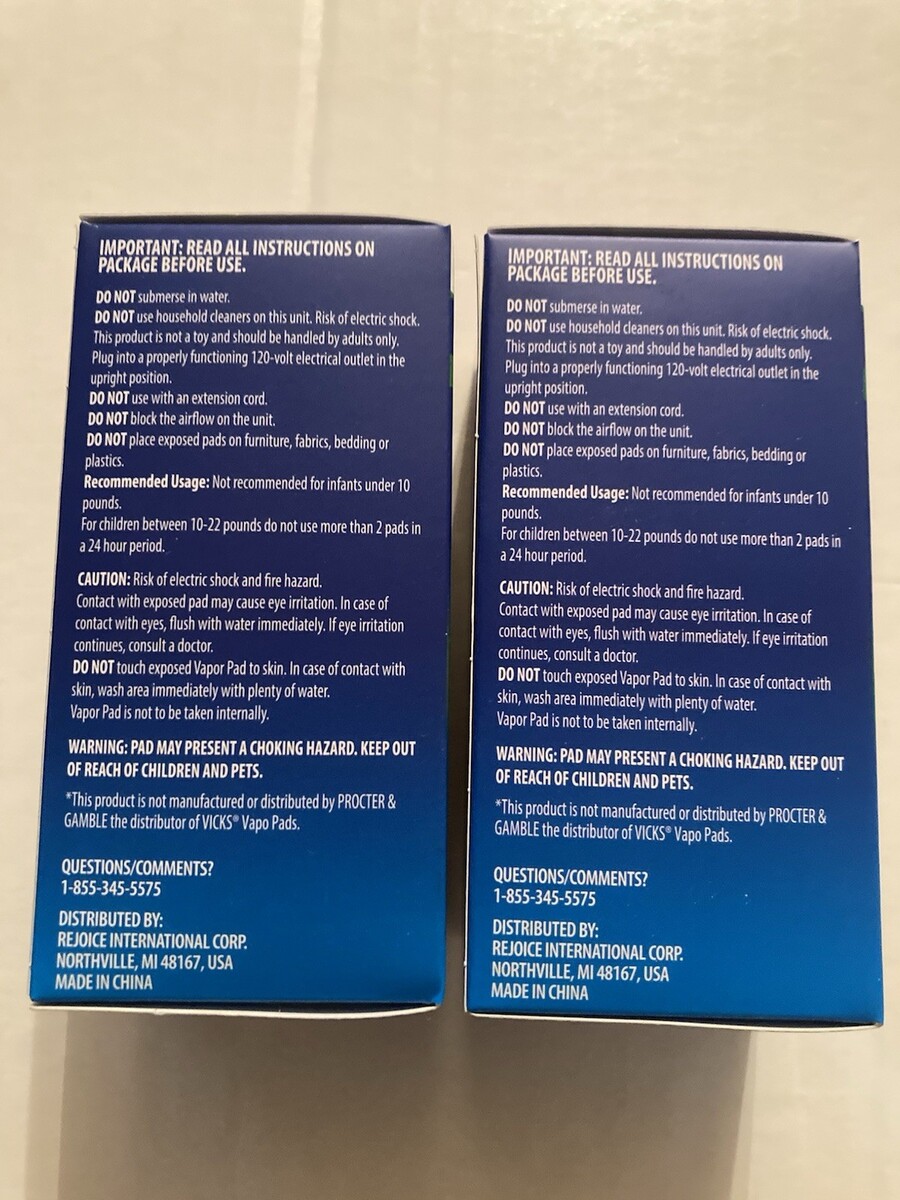 IMPORTANT: READ ALL INSTRUCTIONS ON
PACKAGE BEFORE USE.
DO NOT submerse in water.
DO NOT use household cleaners on this unit. Risk of electric shock.
This product is not a toy and should be handled by adults only.
Plug into a properly functioning 120-volt electrical outlet in the
upright position.
DO NOT use with an extension cord.
DO NOT block the airflow on the unit.
DO NOT place exposed pads on furniture, fabrics, bedding or
plastics.
Recommended Usage: Not recommended for infants under 10
pounds.
For children between 10-22 pounds do not use more than 2 pads in
a 24 hour period.
CAUTION: Risk of electric shock and fire hazard.
Contact with exposed pad may cause eye irritation. In case of
contact with eyes, flush with water immediately. If eye irritation
continues, consult a doctor.
DO NOT touch exposed Vapor Pad to skin. In case of contact with
skin, wash area immediately with plenty of water.
Vapor Pad is not to be taken internally.
WARNING: PAD MAY PRESENT A CHOKING HAZARD. KEEP OUT
OF REACH OF CHILDREN AND PETS.
*This product is not manufactured or distributed by PROCTER &
GAMBLE the distributor of VICKS® Vapo Pads.
QUESTIONS/COMMENTS?
1-855-345-5575
DISTRIBUTED BY:
REJOICE INTERNATIONAL CORP.
NORTHVILLE, MI 48167, USA
MADE IN CHINA
IMPORTANT: READ ALL INSTRUCTIONS ON
PACKAGE BEFORE USE.
DO NOT submerse in water.
DO NOT use household cleaners on this unit. Risk of electric shock.
This product is not a toy and should be handled by adults only.
Plug into a properly functioning 120-volt electrical outlet in the
upright position.
DO NOT use with an extension cord.
DO NOT block the airflow on the unit.
DO NOT place exposed pads on furniture, fabrics, bedding or
plastics.
Recommended Usage: Not recommended for infants under 10
pounds.
For children between 10-22 pounds do not use more than 2 pads in
a 24 hour period.
CAUTION: Risk of electric shock and fire hazard.
Contact with exposed pad may cause eye irritation. In case of
contact with eyes, flush with water immediately. If eye irritation
continues, consult a doctor.
DO NOT touch exposed Vapor Pad to skin. In case of contact with
skin, wash area immediately with plenty of water.
Vapor Pad is not to be taken internally.
WARNING: PAD MAY PRESENT A CHOKING HAZARD. KEEP OUT
OF REACH OF CHILDREN AND PETS.
*This product is not manufactured or distributed by PROCTER &
GAMBLE the distributor of VICKS® Vapo Pads.
QUESTIONS/COMMENTS?
1-855-345-5575
DISTRIBUTED BY:
REJOICE INTERNATIONAL CORP.
NORTHVILLE, MI 48167, USA
MADE IN CHINA